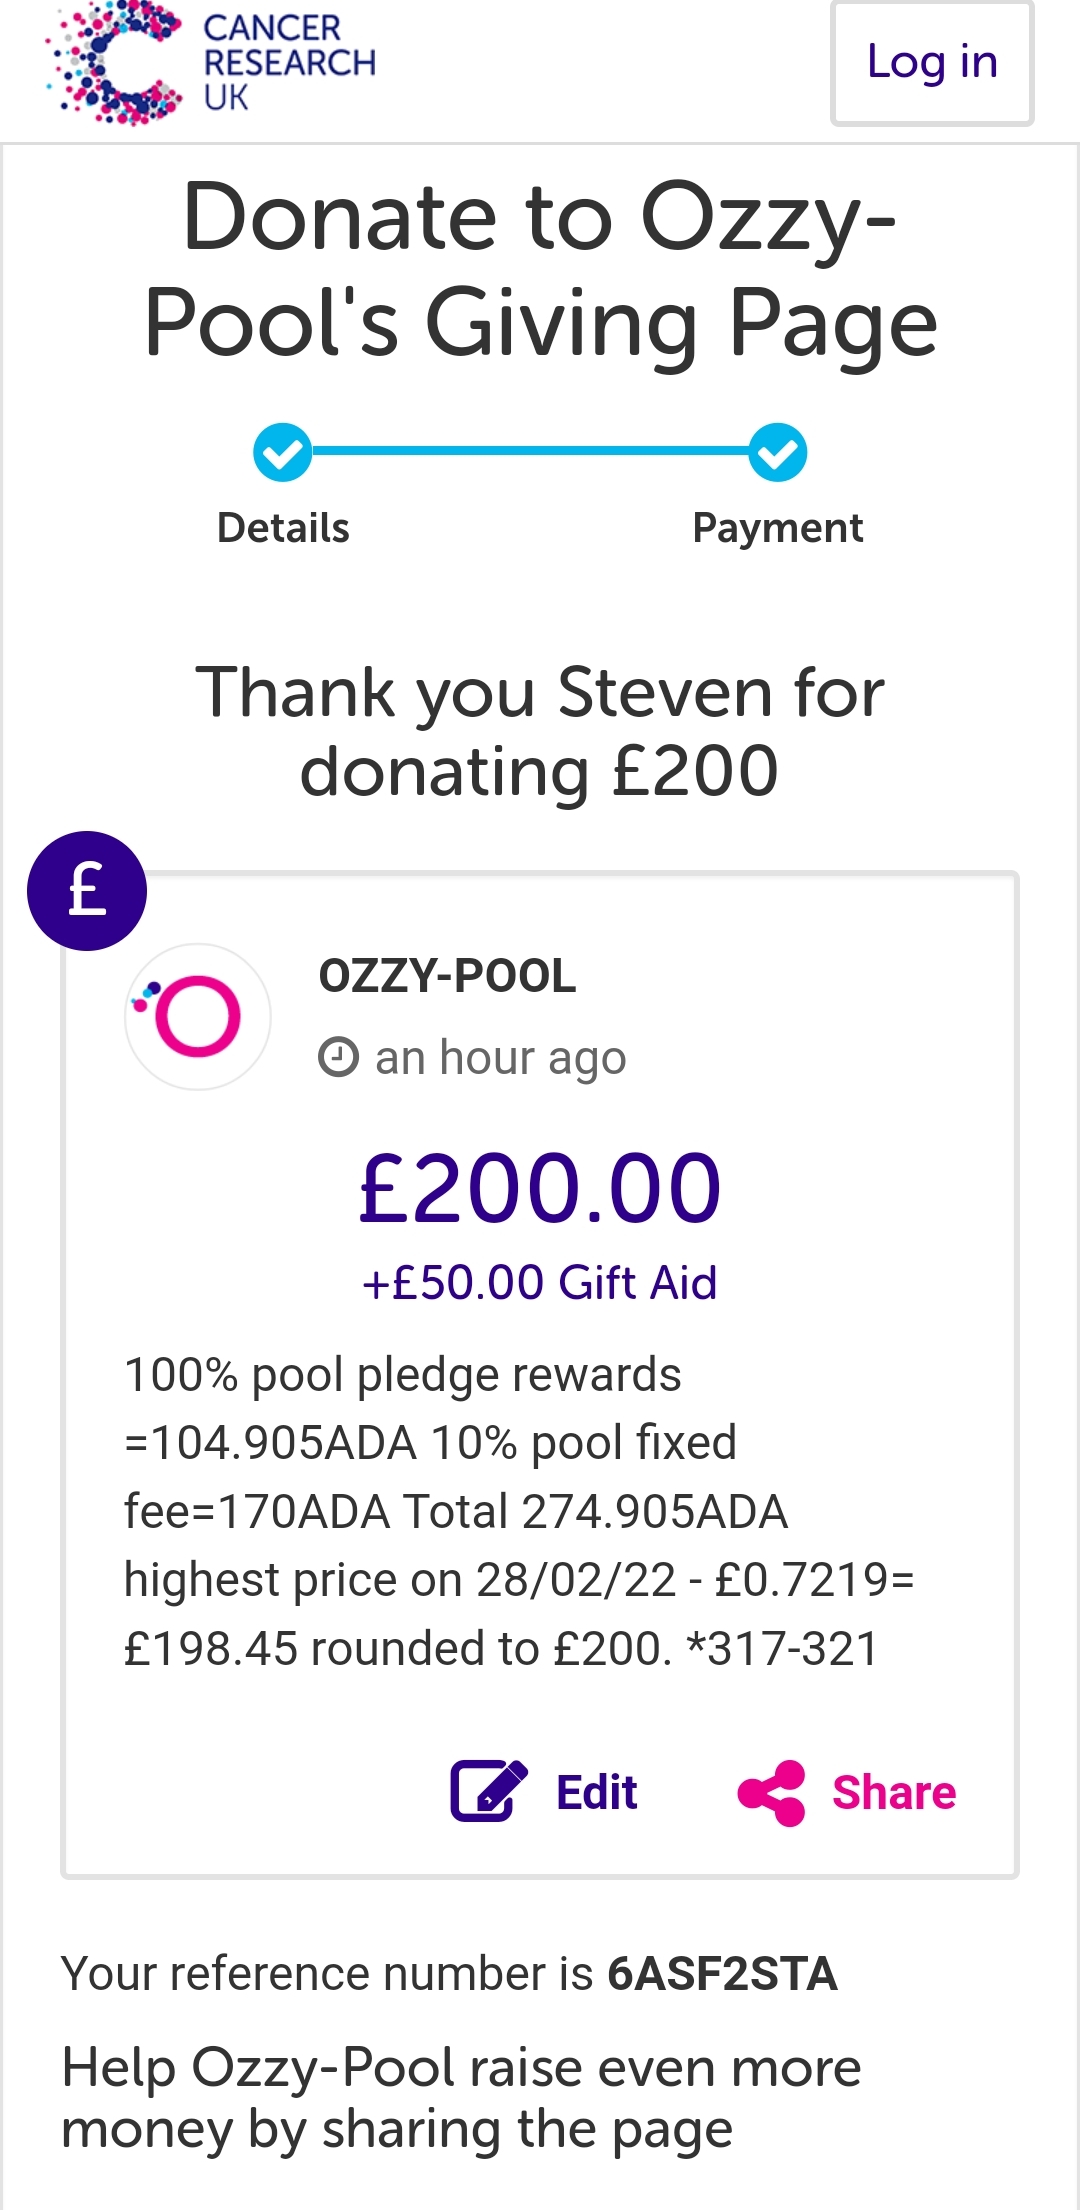 CANCER
RESEARCH
UK
Log in
Donate to Ozzy-
Pool's Giving Page
Details
Payment
Thank you Steven for
donating £200
£
OZZY-POOL
an hour ago
£200.00
+£50.00 Gift Aid
100% pool pledge rewards
=104.905ADA 10% pool fixed
fee=170ADA Total 274.905ADA
highest price on 28/02/22 - £0.7219=
£198.45 rounded to £200. *317-321
Edit
Share
Your reference number is 6ASF2STA
Help Ozzy-Pool raise even more
money by sharing the page